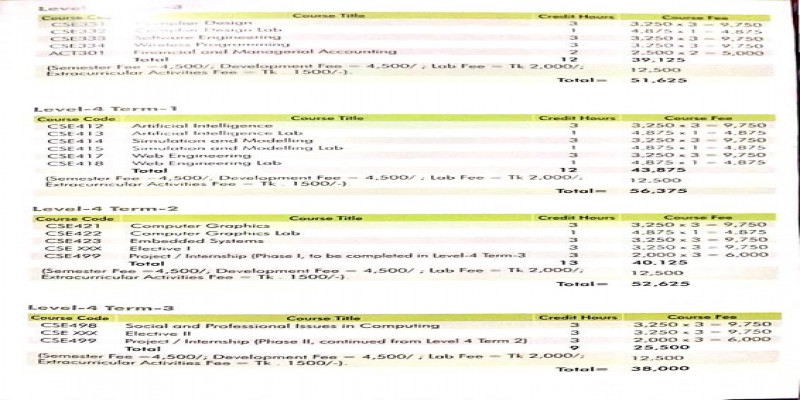 Course Code Course Title Credit Hours Course Fee
CSE331 Compiler Design 3 3,250 x 3 = 9,750
CSE332 Compiler Design Lab 1 4,875 x 1 = 4,875
CSE333 Software Engineering 3 3,250 x 3 = 9,750
CSE334 Wireless Programming 3 3,250 x 3 = 9,750
ACT301 Financial and Managerial Accounting 2 2,500 x 2 = 5,000
Total 12 39,125
(Semester Fee =4,500/; Development Fee = 4,500/ ; Lab Fee = Tk 2,000/; 12,500
Extracurricular Activities Fee = Tk . 1500/-).
Total= 51,625
Level-4 Term-1
Course Code Course Title Credit Hours Course Fee
CSE412 Artificial Intelligence 3 3,250 x 3 = 9,750
CSE413 Artificial Intelligence Lab 1 4,875 x 1 = 4,875
CSE414 Simulation and Modelling 3 3,250 x 3 = 9,750
CSE415 Simulation and Modelling Lab 1 4,875 x 1 = 4,875
CSE417 Web Engineering 3 3,250 x 3 = 9,750
CSE418 Web Engineering Lab 1 4,875 x 1 = 4,875
Total 12 43,875
(Semester Fee =4,500/; Development Fee = 4,500/ ; Lab Fee = Tk 2,000/; 12,500
Extracurricular Activities Fee = Tk . 1500/-).
Total= 56,375
Level-4 Term-2
Course Code Course Title Credit Hours Course Fee
CSE421 Computer Graphics 3 3,250 x 3 = 9,750
CSE422 Computer Graphics Lab 1 4,875 x 1 = 4,875
CSE423 Embedded Systems 3 3,250 x 3 = 9,750
CSE XXX Elective I 3 3,250 x 3 = 9,750
CSE499 Project / Internship (Phase I, to be completed in Level-4 Term-3 3 2,000 x 3 = 6,000
Total 13 40,125
(Semester Fee =4,500/; Development Fee = 4,500/ ; Lab Fee = Tk 2,000/; 12,500
Extracurricular Activities Fee = Tk . 1500/-).
Total= 52,625
Level-4 Term-3
Course Code Course Title Credit Hours Course Fee
CSE498 Social and Professional Issues in Computing 3 3,250 x 3 = 9,750
CSE XXX Elective II 3 3,250 x 3 = 9,750
CSE499 Project / Internship (Phase II, continued from Level 4 Term 2) 3 2,000 x 3 = 6,000
Total 9 25,500
(Semester Fee =4,500/; Development Fee = 4,500/ ; Lab Fee = Tk 2,000/; 12,500
Extracurricular Activities Fee = Tk . 1500/-).
Total= 38,000